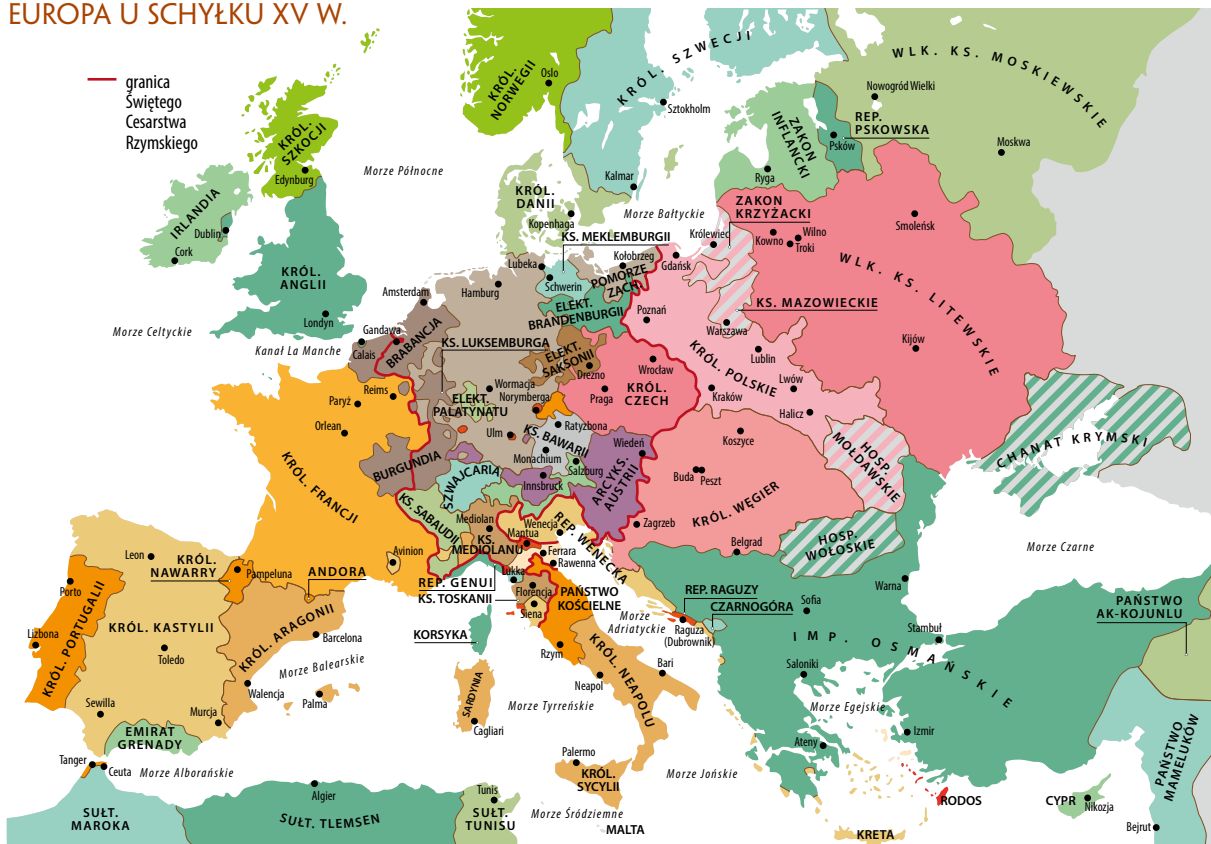 EUROPA U SCHYŁKU XV W.
granica
Świętego
Cesarstwa
Rzymskiego
KRÓL.
NORWEGII
Oslo
KRÓL. SZWECJI
Sztokholm
Kalmar
WLK. KS. MOSKIEWSKIE
Nowogród Wielki
Moskwa
REP.
PSKOWSKA
Psków
ZAKON
INFLANCKI
Ryga
KRÓL.
SZKOCJI
Edynburg
Morze Północne
IRLANDIA
Dublin
Cork
KRÓL.
ANGLII
Londyn
Morze Celtyckie
Kanał La Manche
KRÓL.
DANII
Kopenhaga
Morze Bałtyckie
KS. MEKLEMBURGII
Lubeka
Schwerin
Hamburg
Kołobrzeg
POMORZE
ZACH.
ELEKT.
BRANDENBURGII
Gdańsk
Królewiec
ZAKON
KRZYŻACKI
Kowno
Wilno
Troki
Smoleńsk
WLK. KS. LITEWSKIE
Kijów
KS. MAZOWIECKIE
Warszawa
Poznań
Lublin
KRÓL. POLSKIE
Lwów
Kraków
Halicz
Amsterdam
Gandawa
Calais
BRABANCJA
KS. LUKSEMBURGA
ELEKT.
SAKSONII
Drezno
Wrocław
KRÓL.
CZECH
Praga
Wormacja
Norymberga
ELEKT.
PALATYNATU
Ratyzbona
Ulm
KS. BAWARII
Monachium
Salzburg
Innsbruck
Wiedeń
ARCYKS.
AUSTRII
Reims
Paryż
Orlean
KRÓL. FRANCJI
BURGUNDIA
SZWAJCARIA
KS. SABAUDII
Mediolan
KS.
MEDIOLANU
Mantua
Wenecja
REP. WENECKA
Ferrara
Rawenna
Koszyce
Buda
Peszt
KRÓL. WĘGIER
Zagrzeb
Belgrad
HOSP.
MOŁDAWSKIE
HOSP.
WOŁOSKIE
CHANAT KRYMSKI
Morze Czarne
Awinion
REP. GENUI
KS. TOSKANII
Lukka
Florencja
Siena
PAŃSTWO
KOŚCIELNE
Rzym
KORSYKA
REP. RAGUZY
CZARNOGÓRA
Raguza
(Dubrownik)
Morze
Adriatyckie
Sofia
Warna
IMP. OSMAŃSKIE
Stambuł
Saloniki
Morze Egejskie
Izmir
Ateny
PAŃSTWO
AK-KOJUNLU
PAŃSTWO
MAMELUKÓW
Bejrut
Leon
KRÓL.
NAWARRY
Pampeluna
ANDORA
Porto
Lizbona
KRÓL. PORTUGALII
KRÓL. KASTYLII
Toledo
KRÓL. ARAGONII
Barcelona
Morze Balearskie
Walencja
Palma
Sewilla
Murcja
EMIRAT
GRENADY
Tanger
Ceuta
Morze Alborańskie
SUŁT.
MAROKA
Algier
SUŁT. TLEMSEN
Tunis
SUŁT.
TUNISU
SARDYNIA
Cagliari
Morze Tyrreńskie
Neapol
KRÓL. NEAPOLU
Bari
Palermo
KRÓL.
SYCYLII
Morze Jońskie
Morze Śródziemne
MALTA
KRETA
RODOS
CYPR
Nikozja